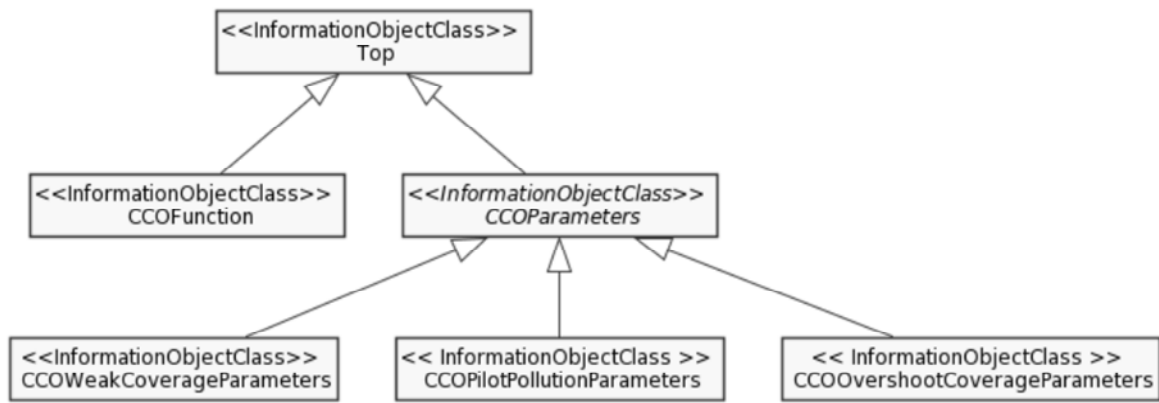 <<InformationObjectClass>>
Top
<<InformationObjectClass>>
CCOFunction
<<InformationObjectClass>>
CCOParameters
<<InformationObjectClass>>
CCOWeakCoverageParameters
<< InformationObjectClass >>
CCOPilotPollutionParameters
<< InformationObjectClass >>
CCOOvershootCoverageParameters